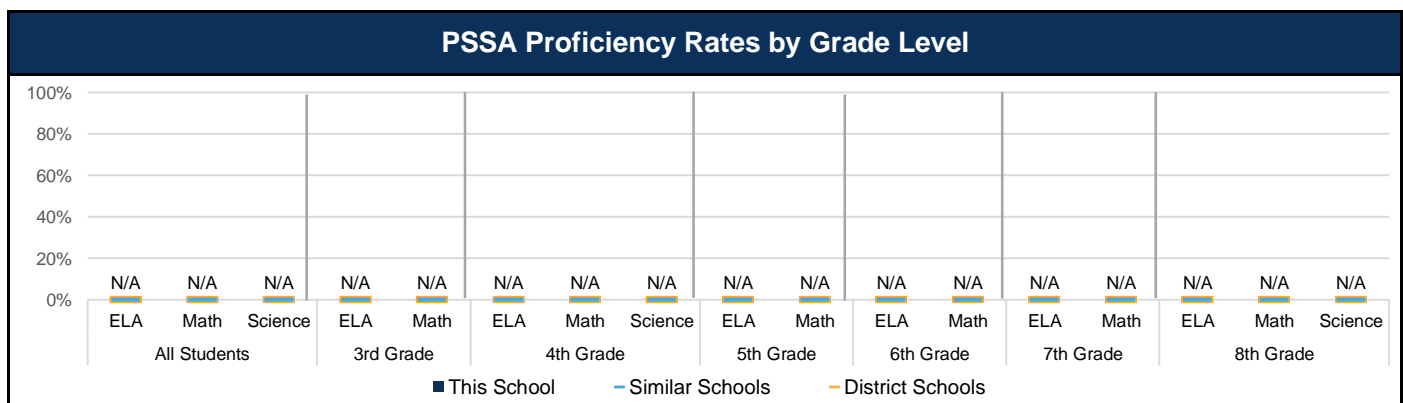 PSSA Proficiency Rates by Grade Level
100%
80%
60%
40%
20%
0%
N/A N/A N/A N/A N/A N/A N/A N/A N/A N/A N/A N/A N/A N/A N/A N/A N/A
ELA Math Science ELA Math ELA Math Science ELA Math ELA Math ELA Math ELA Math Science
All Students 3rd Grade 4th Grade 5th Grade 6th Grade 7th Grade 8th Grade
This School Similar Schools District Schools